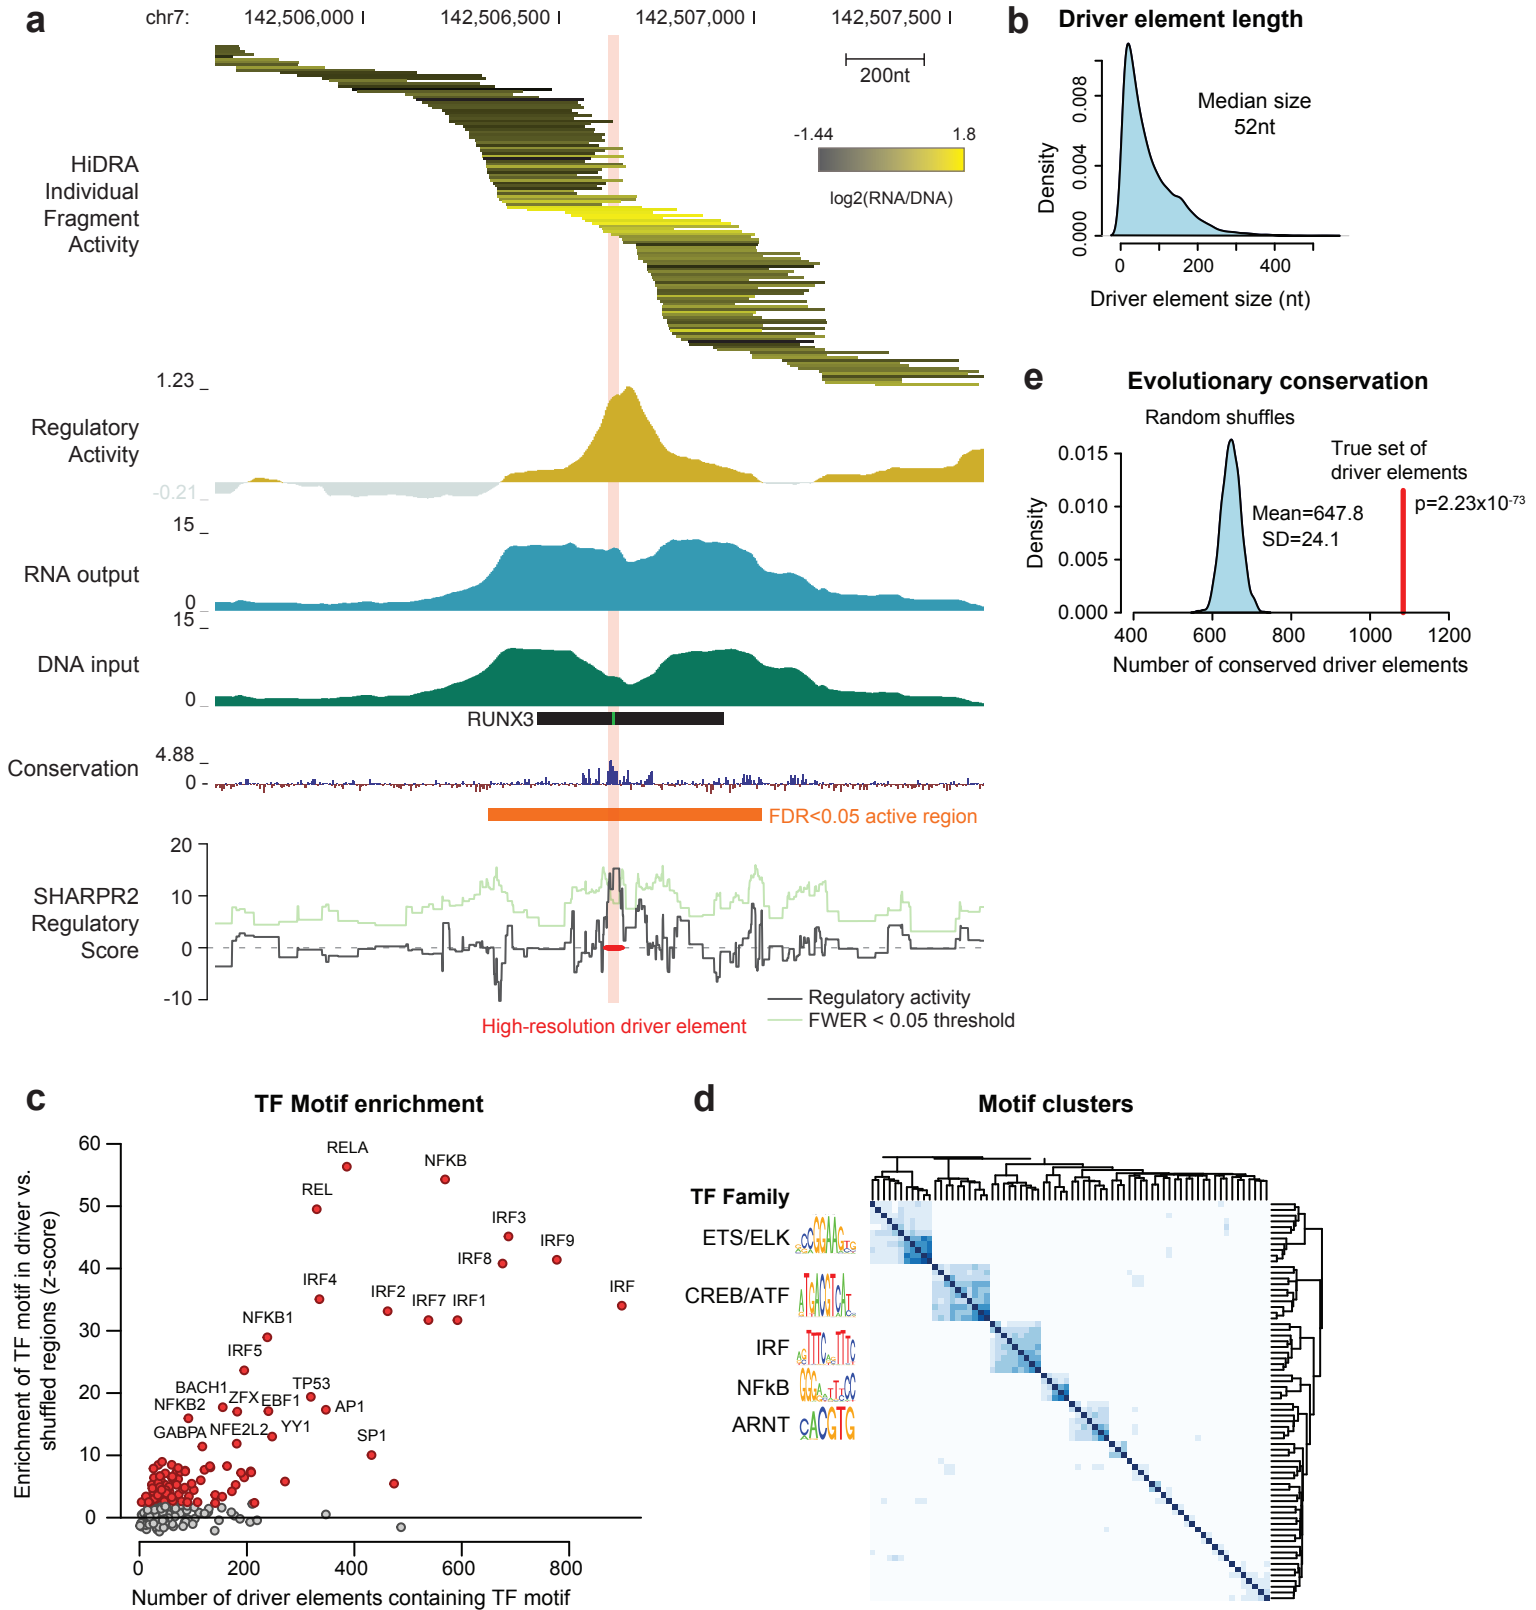 a
chr7:
142,506,000
142,506,500
142,507,000
142,507,500
200nt
-1.44
1.8
log2(RNA/DNA)
HiDRA
Individual
Fragment
Activity
1.23
Regulatory
Activity
-0.21
15
RNA output
0
15
DNA input
0
RUNX3
4.88
Conservation
0
FDR<0.05 active region
20
10
0
-10
SHARPR2
Regulatory
Score
Regulatory activity
FWER < 0.05 threshold
High-resolution driver element
b
Driver element length
Median size
52nt
Density
0.000
0.004
0.008
0
200
400
Driver element size (nt)
e
Evolutionary conservation
Random shuffles
True set of
driver elements
p=2.23x10-73
Mean=647.8
SD=24.1
Density
0.015
0.010
0.005
0.000
400
600
800
1000
1200
Number of conserved driver elements
c
TF Motif enrichment
Enrichment of TF motif in driver vs.
shuffled regions (z-score)
60
50
40
30
20
10
0
RELA
NFKB
REL
IRF3
IRF9
IRF8
IRF4
IRF2
IRF7
IRF1
IRF
NFKB1
IRF5
BACH1
ZFX
EBF1
TP53
AP1
NFKB2
GABPA
NFE2L2
YY1
SP1
0
200
400
600
800
Number of driver elements containing TF motif
d
Motif clusters
TF Family
ETS/ELK
CREB/ATF
IRF
NFkB
ARNT
CACGTG